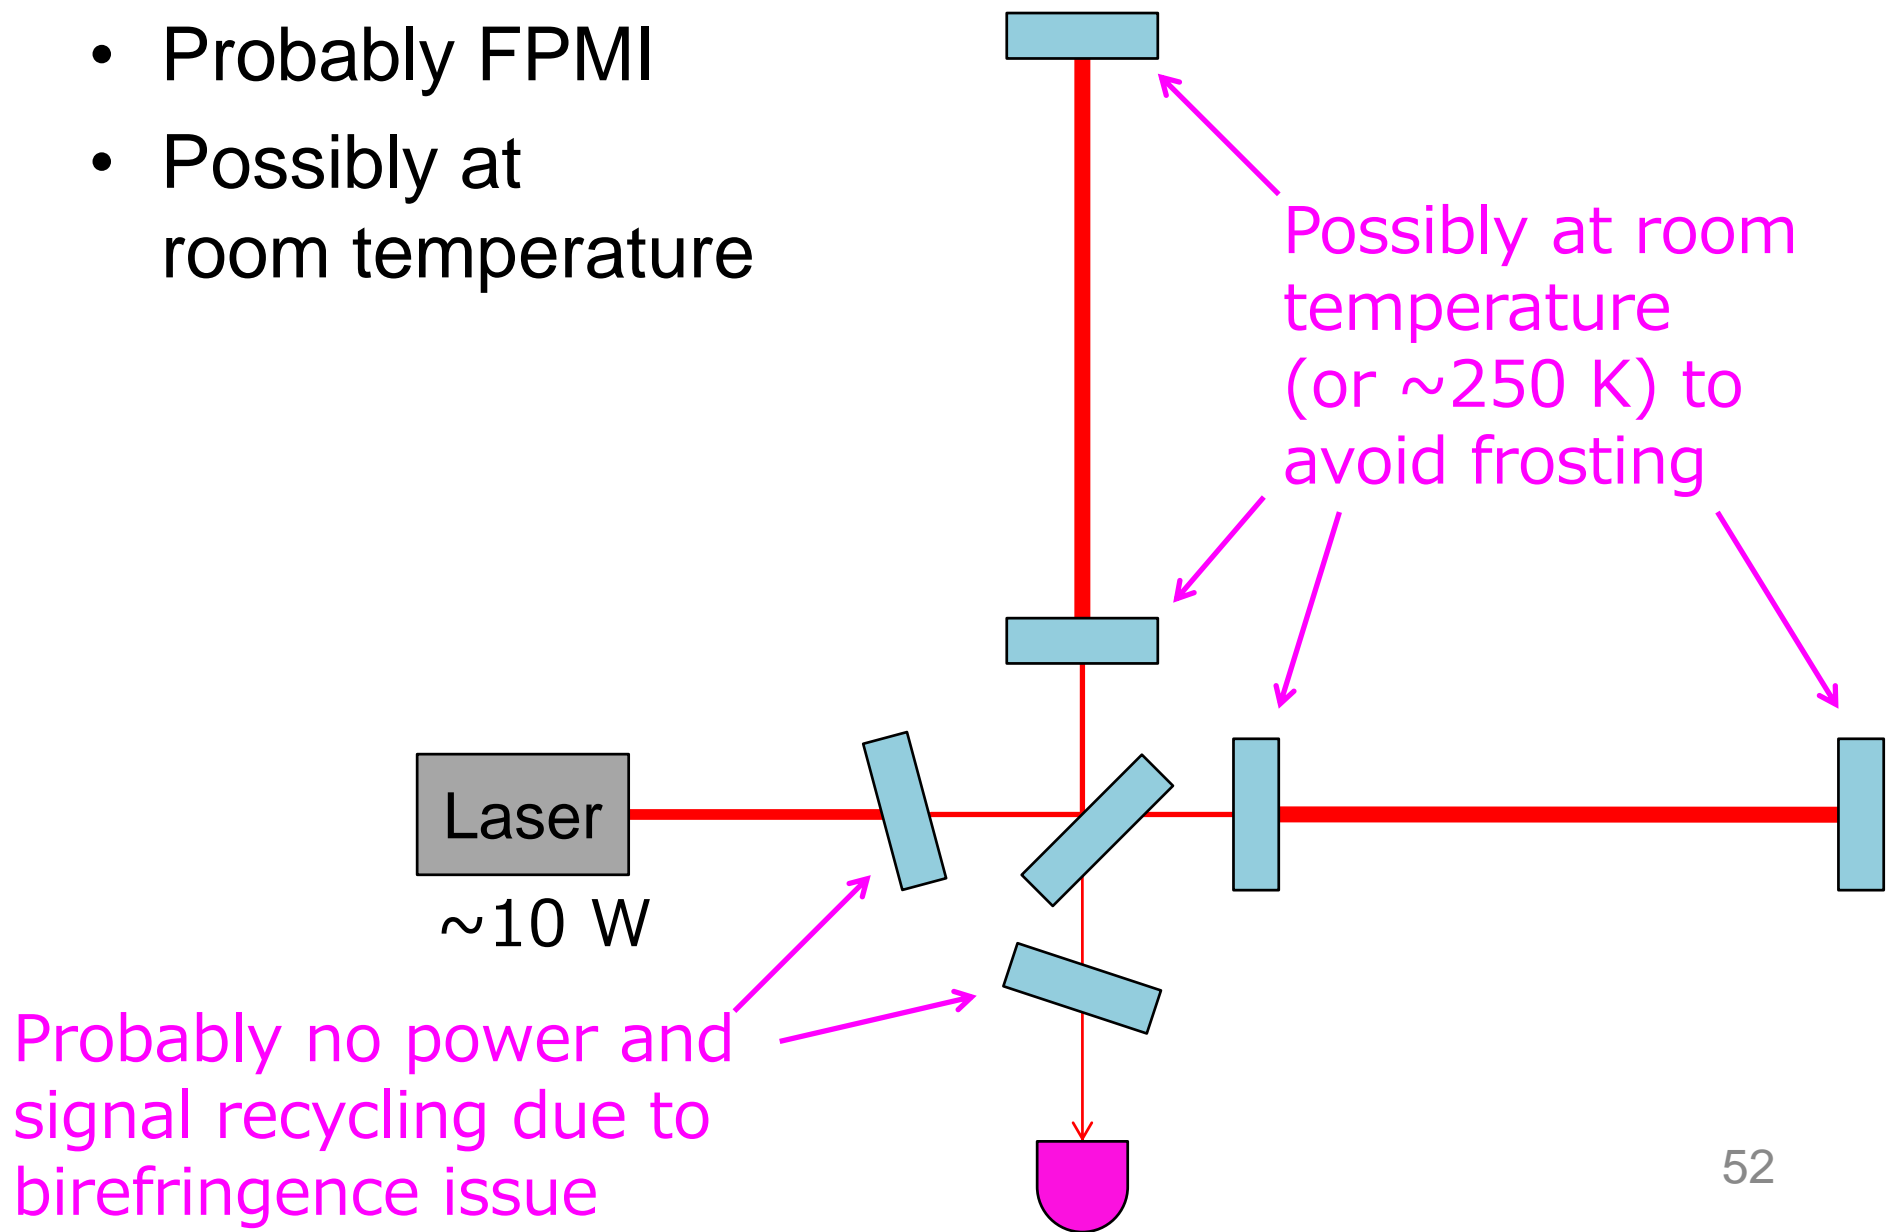 • Probably FPMI
• Possibly at
room temperature
Possibly at room
temperature
(or ~250 K) to
avoid frosting
Laser
~10 W
Probably no power and
signal recycling due to
birefringence issue
52